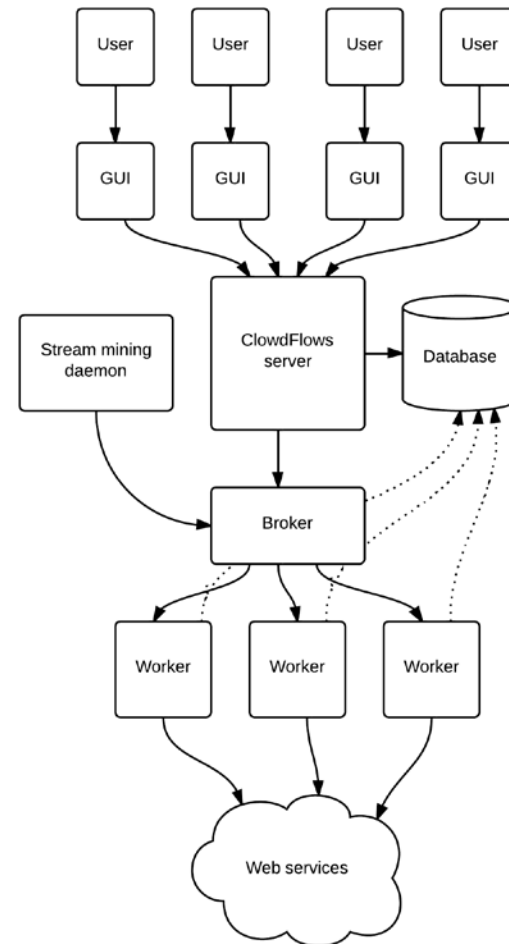 User
User
User
User
GUI
GUI
GUI
GUI
ClowdFlows
server
Stream mining
daemon
Database
Broker
Worker
Worker
Worker
Web services